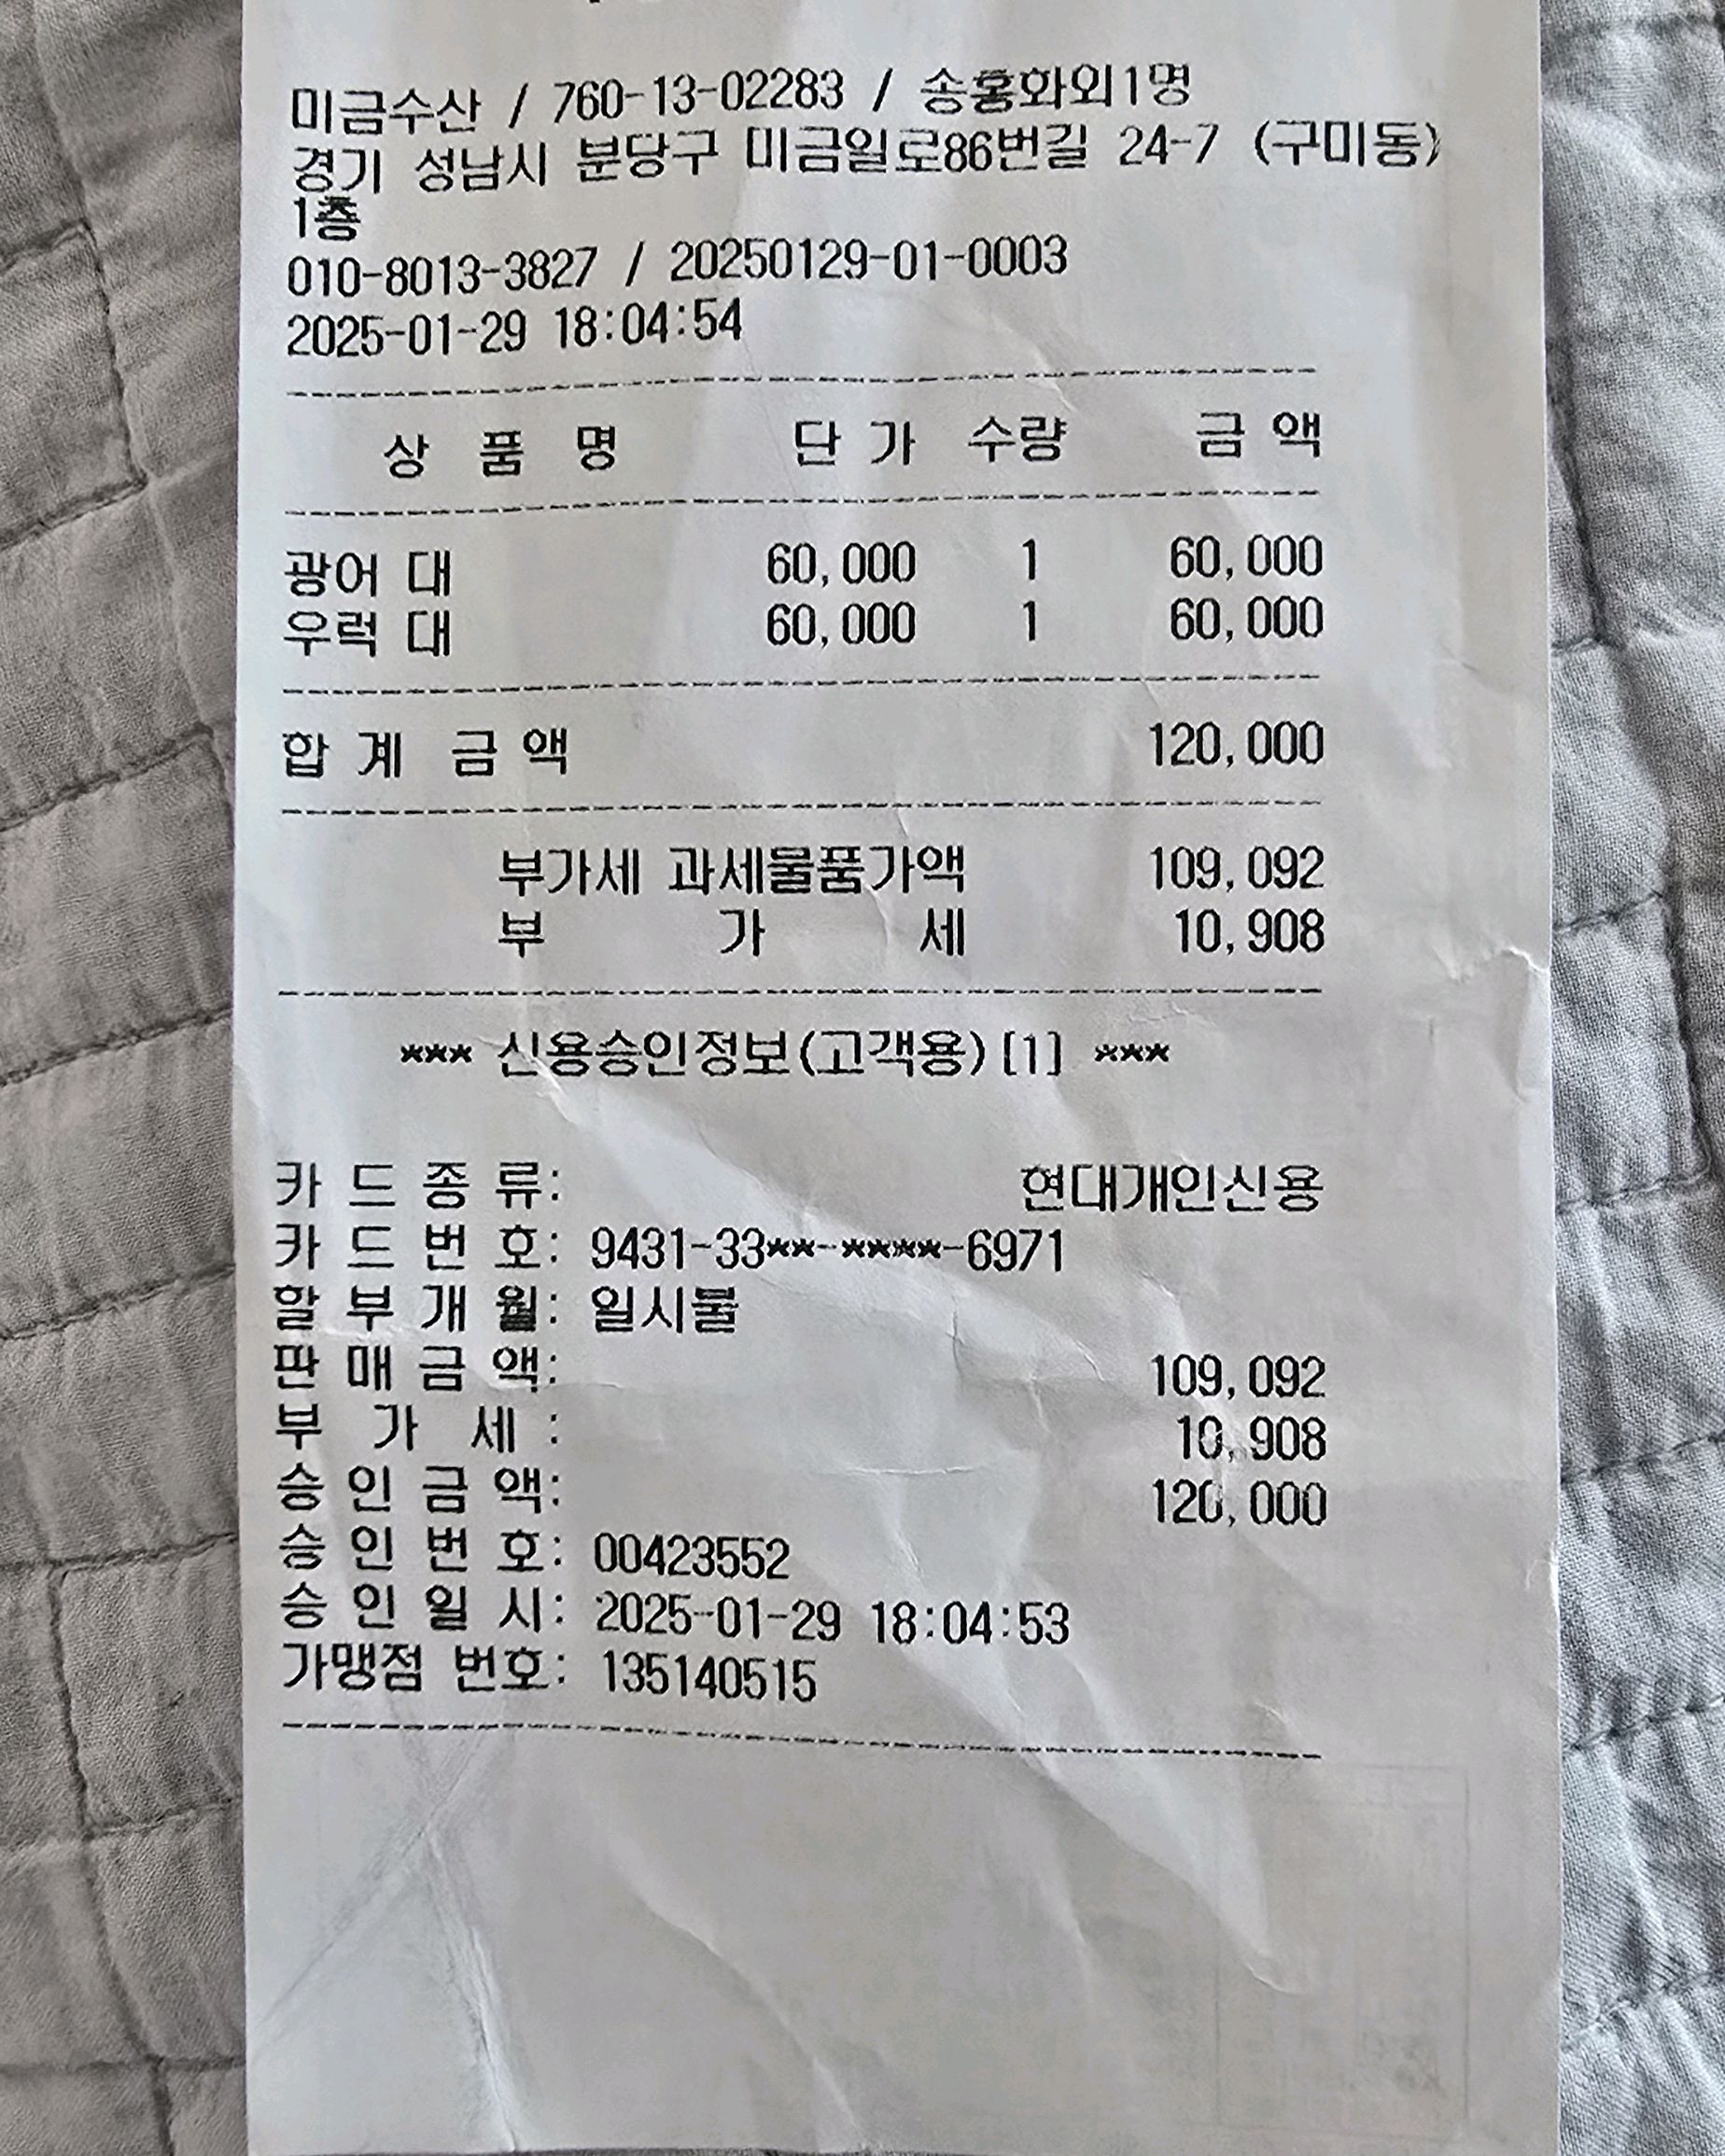 미금수산 / 760-13-02283 / 송홍화외1명
경기 성남시 분당구 미금일로86번길 24-7 (구미동)
1층
010-8013-3827 / 20250129-01-0003
2025-01-29 18:04:54
상 품 명 단 가 수량 금 액
광어 대 60,000 1 60,000
우럭 대 60,000 1 60,000
합 계 금 액 120,000
부가세 과세물품가액 109,092
부 가 세 10,908
*** 신용승인정보(고객용)[1] ***
카 드 종 류: 현대개인신용
카 드 번 호: 9431-33**-****-6971
할 부 개 월: 일시불
판 매 금 액: 109,092
부 가 세 : 10,908
승 인 금 액: 120,000
승 인 번 호: 00423552
승 인 일 시: 2025-01-29 18:04:53
가맹점 번호: 135140515